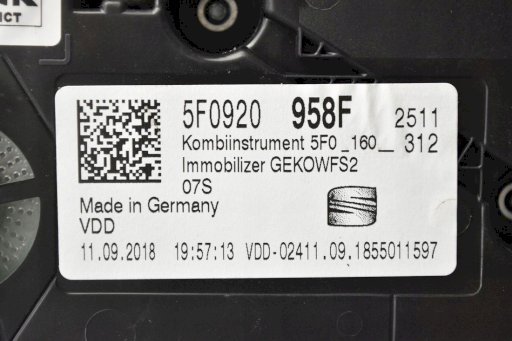 5F0920 958F 2511
Kombiinstrument 5F0_160__ 312
Immobilizer GEKOWFS2
07S
Made in Germany
VDD
11.09.2018 19:57:13 VDD-02411.09.1855011597